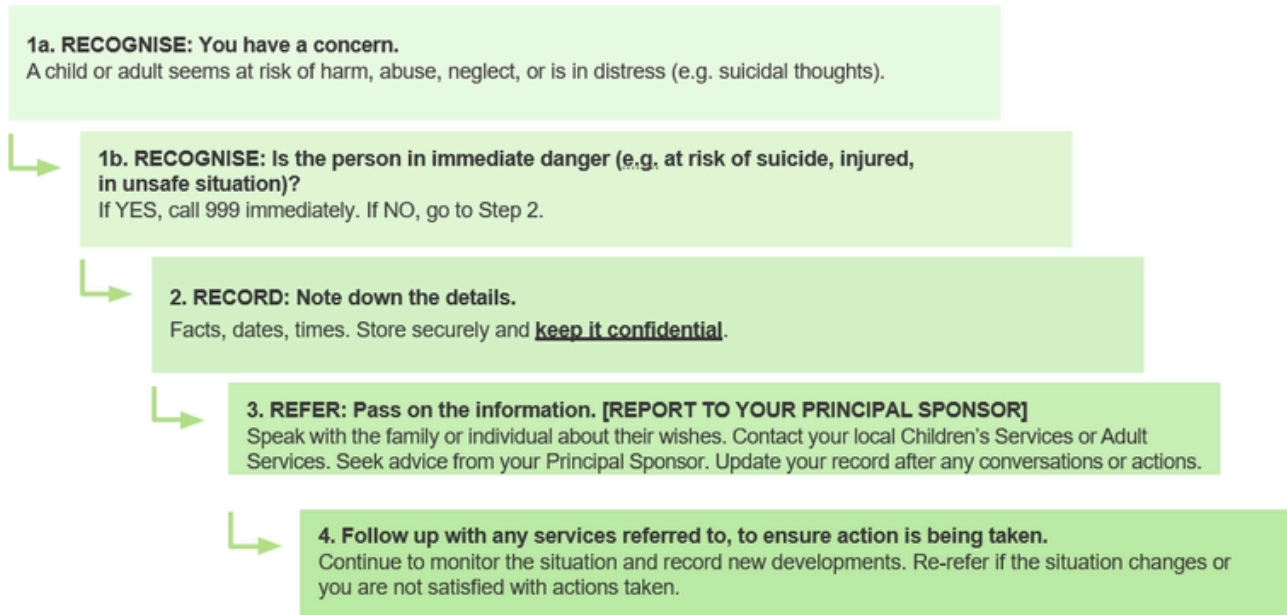 1a. RECOGNISE: You have a concern.
A child or adult seems at risk of harm, abuse, neglect, or is in distress (e.g. suicidal thoughts).
1b. RECOGNISE: Is the person in immediate danger (e.g. at risk of suicide, injured,
in unsafe situation)?
If YES, call 999 immediately. If NO, go to Step 2.
2. RECORD: Note down the details.
Facts, dates, times. Store securely and keep it confidential.
3. REFER: Pass on the information. [REPORT TO YOUR PRINCIPAL SPONSOR]
Speak with the family or individual about their wishes. Contact your local Children's Services or Adult
Services. Seek advice from your Principal Sponsor. Update your record after any conversations or actions.
4. Follow up with any services referred to, to ensure action is being taken.
Continue to monitor the situation and record new developments. Re-refer if the situation changes or
you are not satisfied with actions taken.